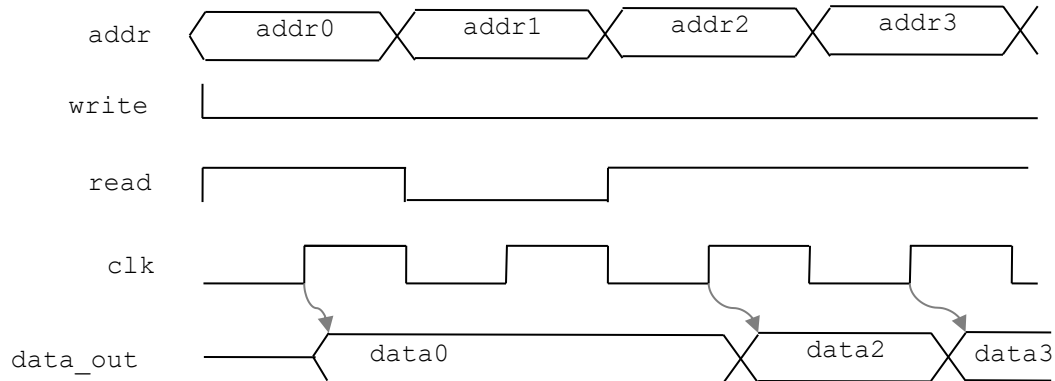 addr addr0 addr1 addr2 addr3
write
read
clk
data_out data0 data2 data3